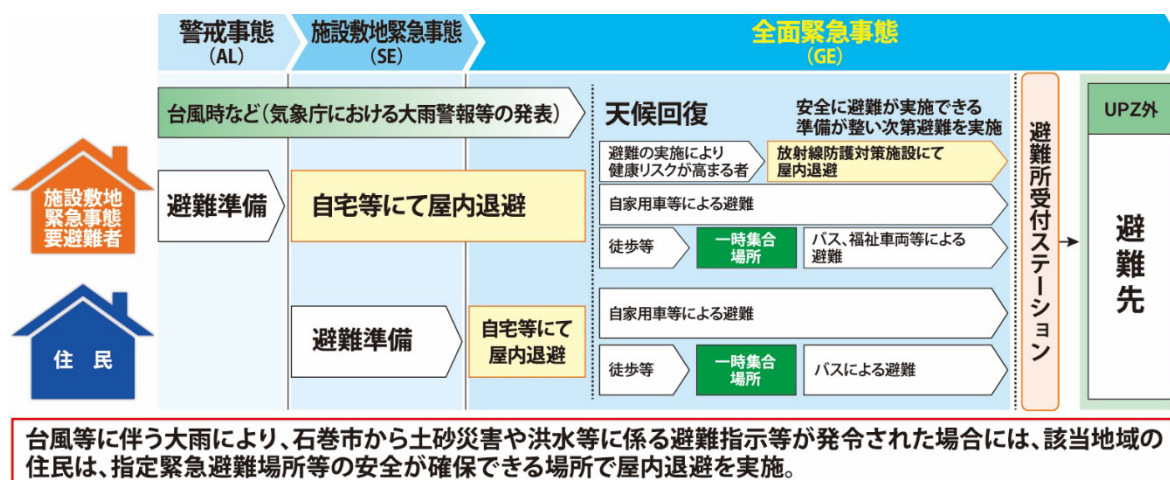 警戒事態
(AL)
施設敷地緊急事態
(SE)
全面緊急事態
(GE)
台風時など(気象庁における大雨警報等の発表)
天候回復
安全に避難が実施できる
準備が整い次第避難を実施
施設敷地
緊急事態
要避難者
避難準備
自宅等にて屋内退避
避難の実施により
健康リスクが高まる者
放射線防護対策施設にて
屋内退避
自家用車等による避難
徒歩等
一時集合
場所
バス、福祉車両等による
避難
住民
避難準備
自宅等にて
屋内退避
自家用車等による避難
徒歩等
一時集合
場所
バスによる避難
避難所受付ステーション
UPZ外
避難先
台風等に伴う大雨により、石巻市から土砂災害や洪水等に係る避難指示等が発令された場合には、該当地域の
住民は、指定緊急避難場所等の安全が確保できる場所で屋内退避を実施。